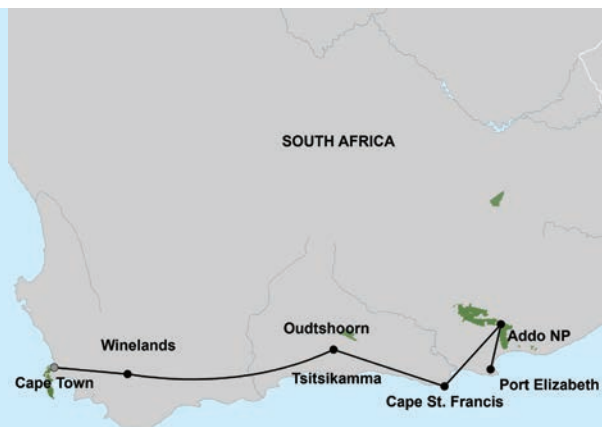 SOUTH AFRICA
Oudtshoorn
Addo NP
Winelands
Tsitsikamma
Cape Town
Port Elizabeth
Cape St. Francis